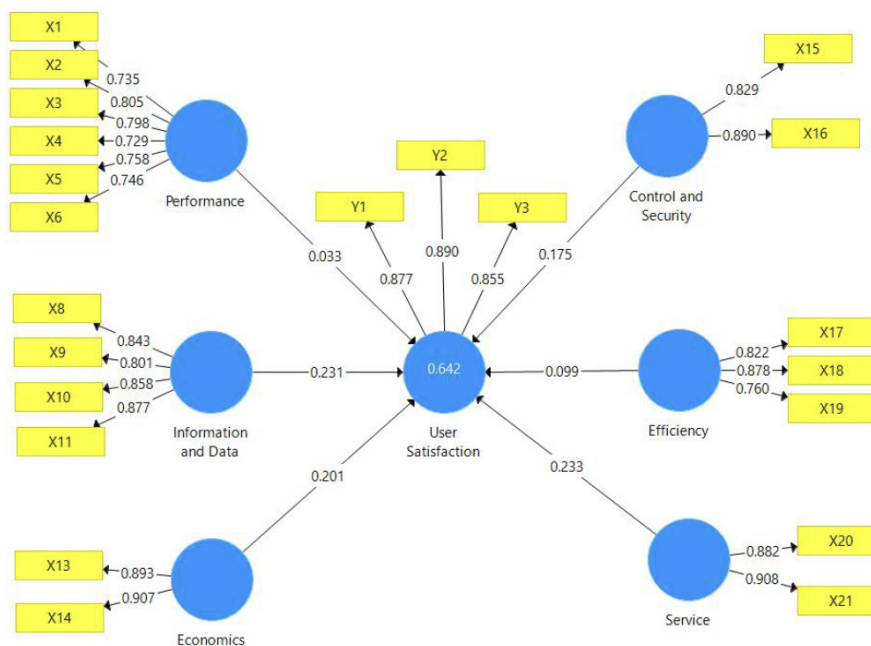 X1
X2
X3
X4
X5
X6
0.735
0.805
0.798
0.729
0.758
0.746
Performance
0.033
Y1
Y2
Y3
0.877
0.890
0.855
X15
X16
0.829
0.890
Control and
Security
0.175
X8
X9
X10
X11
0.843
0.801
0.858
0.877
Information
and Data
0.231
0.642
User
Satisfaction
0.099
X17
X18
X19
0.822
0.878
0.760
Efficiency
0.201
0.233
X13
X14
0.893
0.907
Economics
X20
X21
0.882
0.908
Service